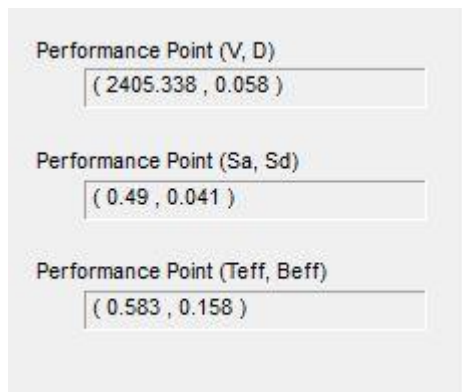 Performance Point (V, D)
( 2405.338 , 0.058 )
Performance Point (Sa, Sd)
( 0.49 , 0.041 )
Performance Point (Teff, Beff)
( 0.583 , 0.158 )